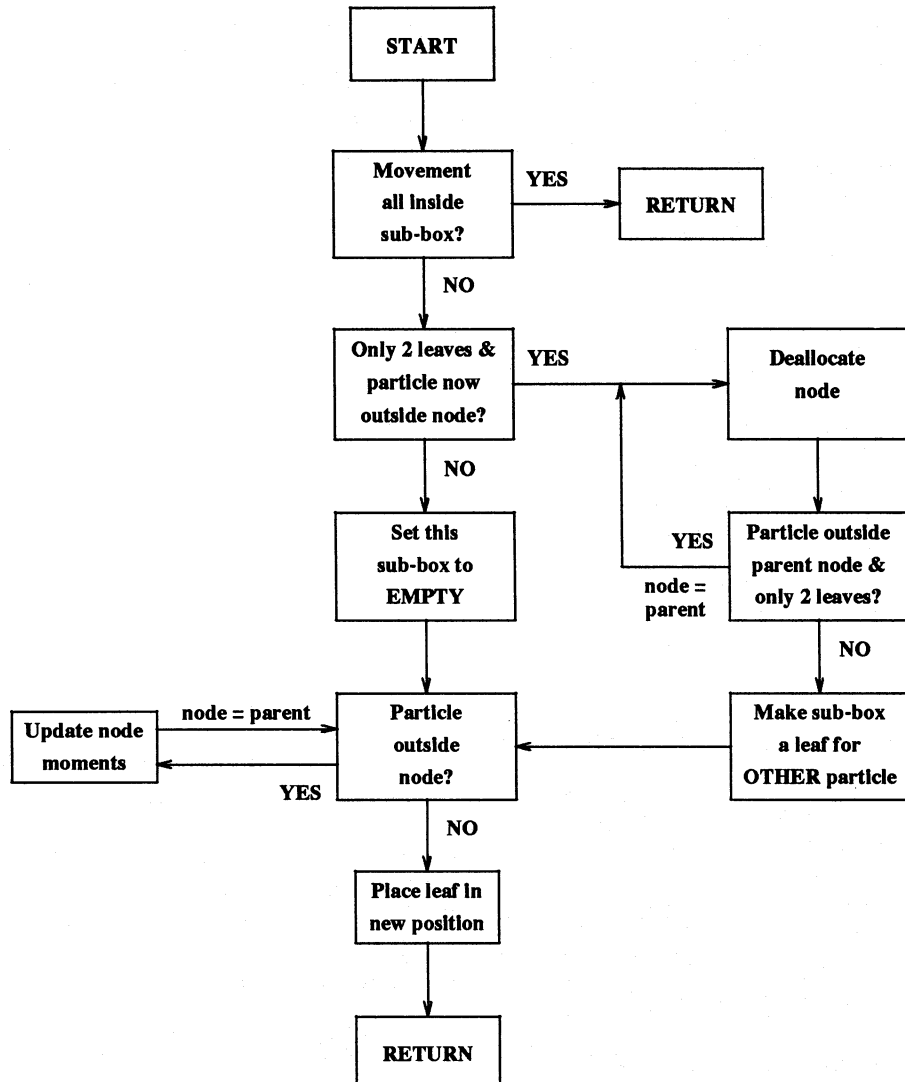 START
Movement
all inside
sub-box?
YES
RETURN
NO
Only 2 leaves &
particle now
outside node?
YES
Deallocate
node
NO
Set this
sub-box to
EMPTY
Particle outside
parent node &
only 2 leaves?
YES
node =
parent
NO
Make sub-box
a leaf for
OTHER particle
Particle
outside
node?
node = parent
Update node
moments
YES
NO
Place leaf in
new position
RETURN